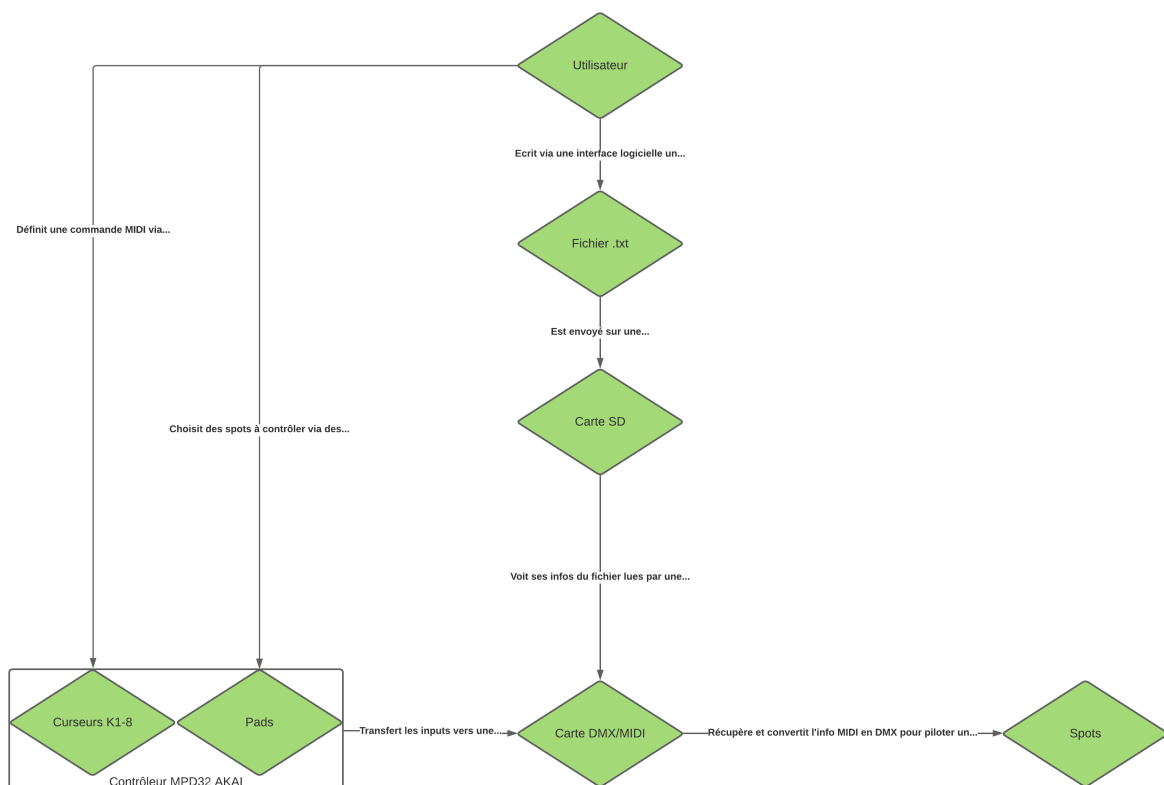 Utilisateur
Ecrit via une interface logicielle un...
Définit une commande MIDI via...
Fichier .txt
Est envoyé sur une...
Choisit des spots à contrôler via des...
Carte SD
Voit ses infos du fichier lues par une...
Curseurs K1-8
Pads
Transfert les inputs vers une...
Carte DMX/MIDI
Récupère et convertit l'info MIDI en DMX pour piloter un...
Spots
Contrôleur MPD32 AKAI